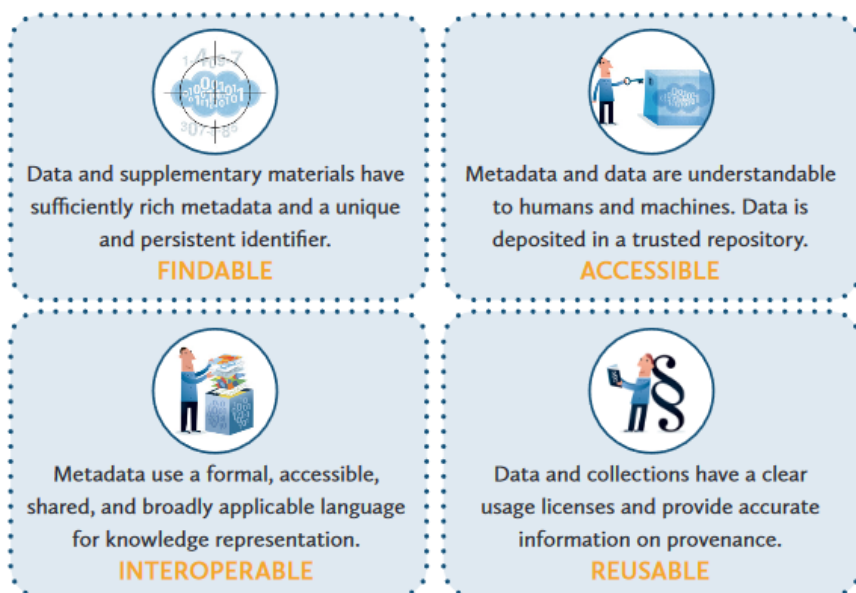 Data and supplementary materials have
sufficiently rich metadata and a unique
and persistent identifier.
FINDABLE
Metadata and data are understandable
to humans and machines. Data is
deposited in a trusted repository.
ACCESSIBLE
Metadata use a formal, accessible,
shared, and broadly applicable language
for knowledge representation.
INTEROPERABLE
Data and collections have a clear
usage licenses and provide accurate
information on provenance.
REUSABLE